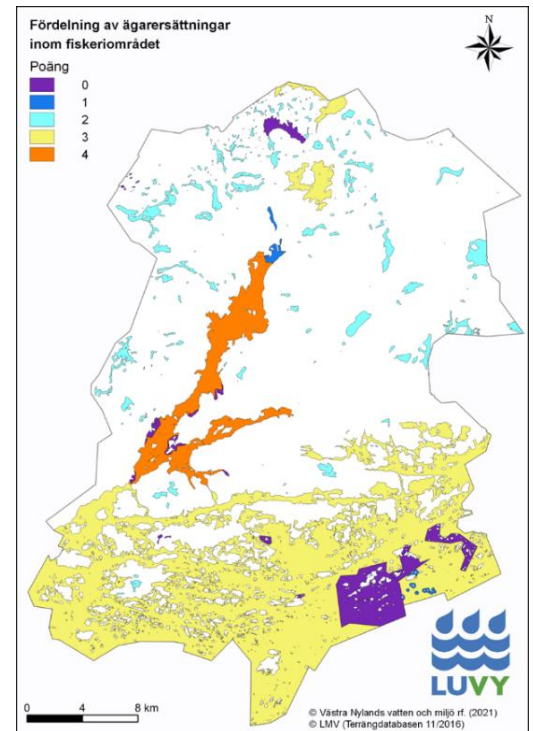 Fördelning av ägarersättningar
inom fiskeriområdet
N
Poäng
0
1
2
3
4
0 4 8 km
LUVY
© Västra Nylands vatten och miljö rf. (2021)
© LMV (Terrängdatabasen 11/2016)